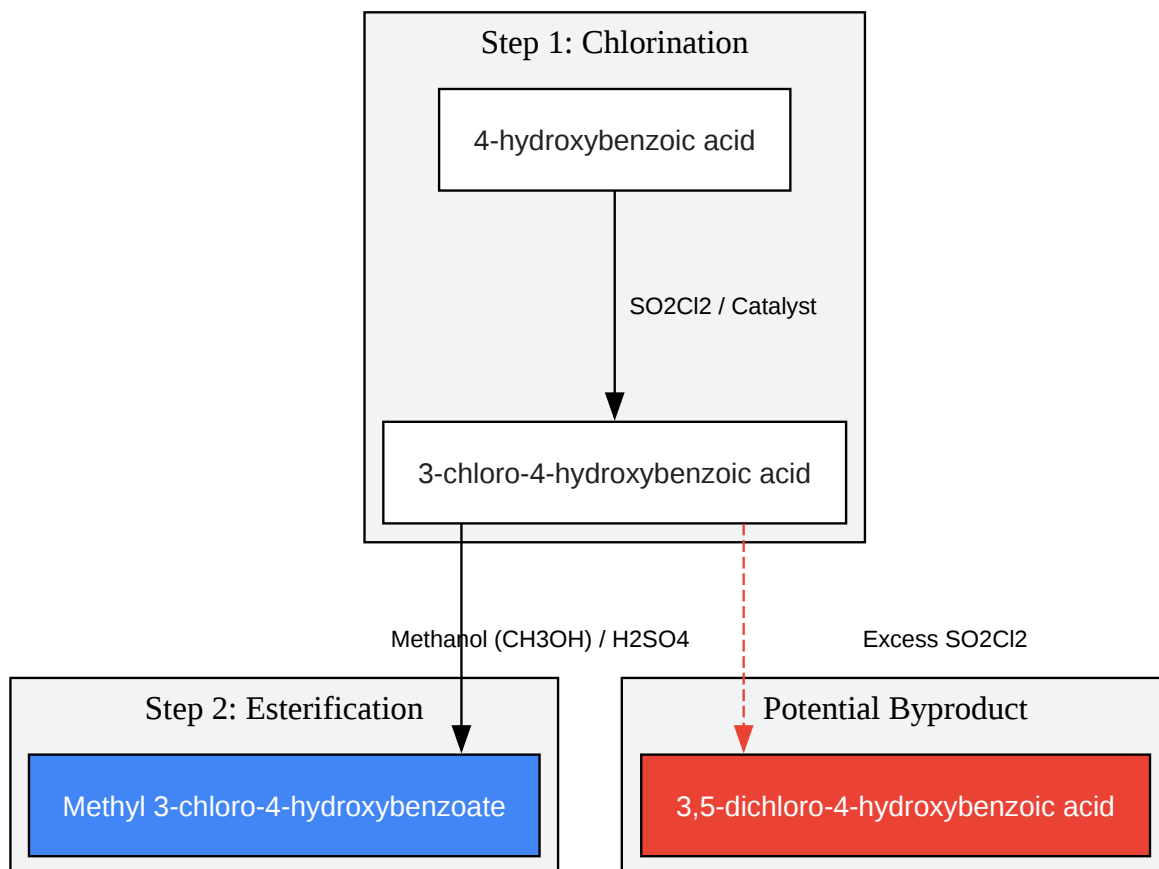 Step 1: Chlorination
4-hydroxybenzoic acid
SO2Cl2 / Catalyst
3-chloro-4-hydroxybenzoic acid
Methanol (CH3OH) / H2SO4
Excess SO2Cl2
Step 2: Esterification
Potential Byproduct
Methyl 3-chloro-4-hydroxybenzoate
3,5-dichloro-4-hydroxybenzoic acid